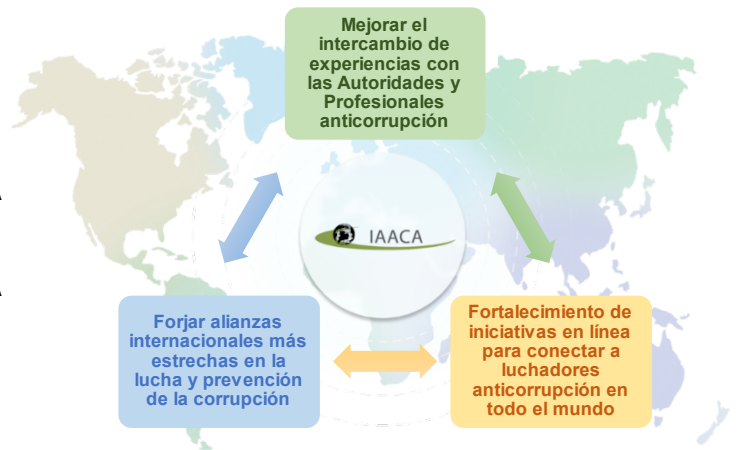 Mejorar el
intercambio de
experiencias con
las Autoridades y
Profesionales
anticorrupción
IAACA
Forjar alianzas
internacionales más
estrechas en la
lucha y prevención
de la corrupción
Fortalecimiento de
iniciativas en línea
para conectar a
luchadores
anticorrupción en
todo el mundo